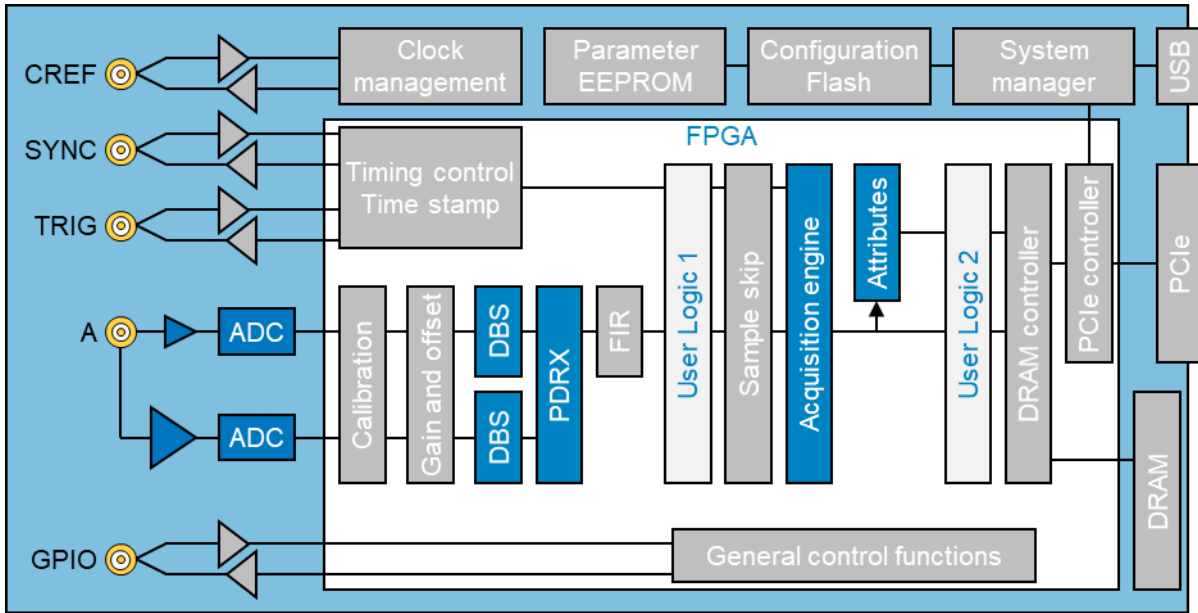 CREF
Clock
management
Parameter
EEPROM
Configuration
Flash
System
manager
USB
FPGA
SYNC
TRIG
Timing control
Time stamp
A
ADC
ADC
Calibration
Gain and offset
DBS
DBS
PDRX
FIR
User Logic 1
Sample skip
Acquisition engine
Attributes
User Logic 2
DRAM controller
PCIe controller
PCIe
DRAM
GPIO
General control functions